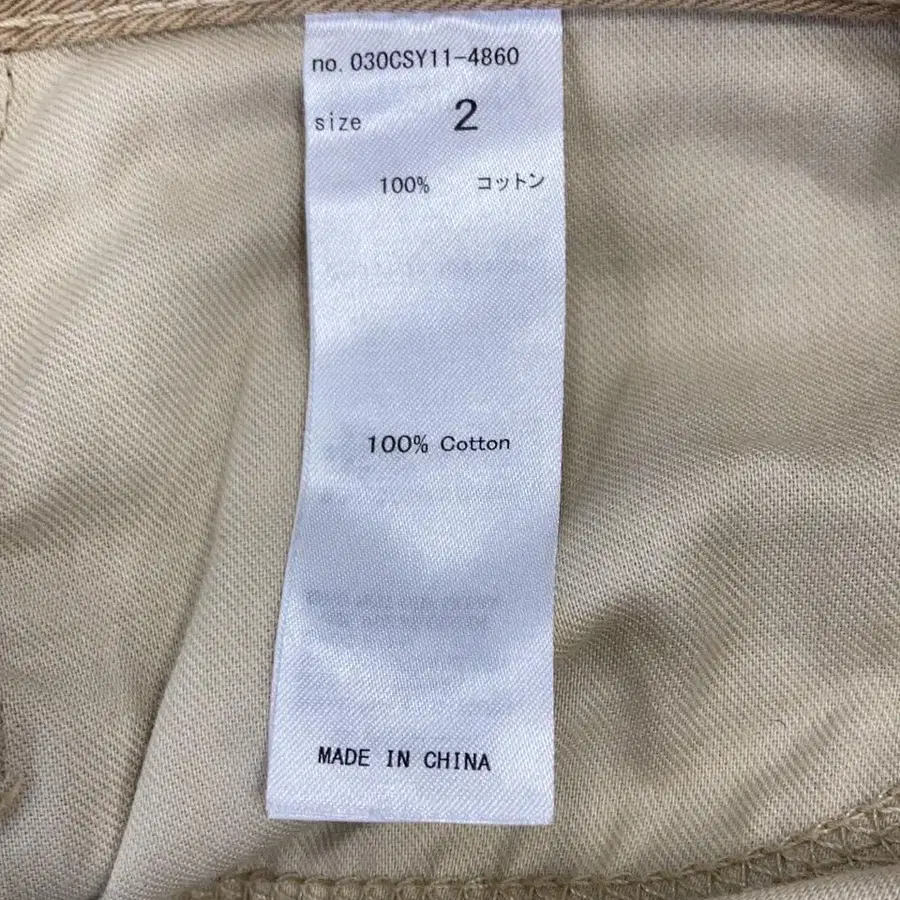 no. 030CSY11-4860
size 2
100% コットン
100% Cotton
MADE IN CHINA